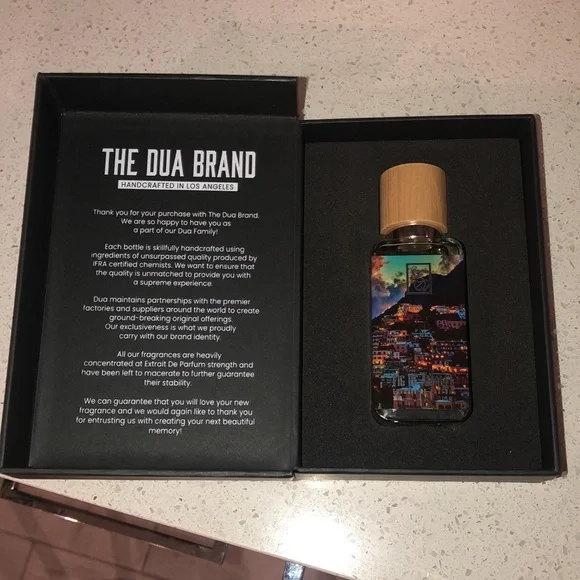 THE DUA BRAND
HANDCRAFTED IN LOS ANGELES
Thank you for your purchase with The Dua Brand.
We are so happy to have you as
a part of our Dua Family!
Each bottle is skillfully handcrafted using
ingredients of unsurpassed quality produced by
IFRA certified chemists. We want to ensure that
the quality is unmatched to provide you with
a supreme experience.
Dua maintains partnerships with the premier
factories and suppliers around the world to create
ground-breaking original offerings.
Our exclusiveness is what we proudly
carry with our brand identity.
All our fragrances are heavily
concentrated at Extrait De Parfum strength and
have been left to macerate to further guarantee
their stability.
We can guarantee that you will love your new
fragrance and we would again like to thank you
for entrusting us with creating your next beautiful
memory!